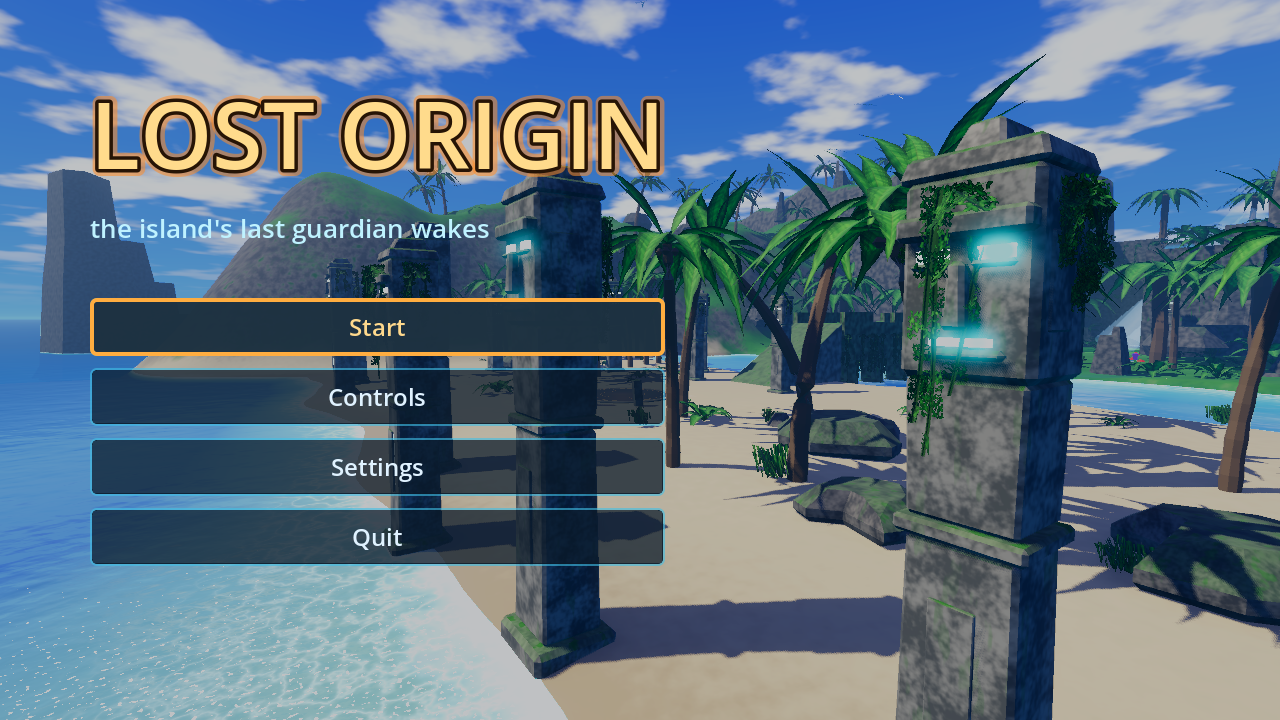 LOST ORIGIN
the island's last guardian wakes
Start
Controls
Settings
Quit